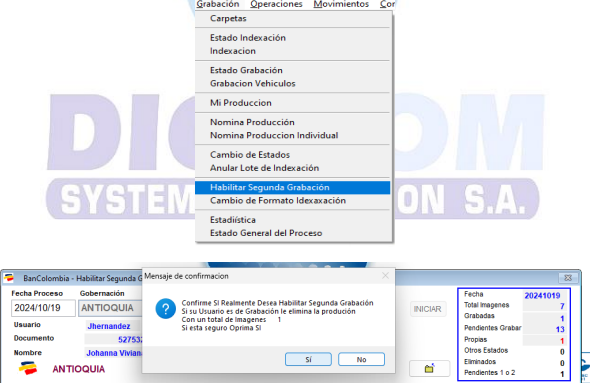 Grabación Operaciones Movimientos
Carpetas
Estado Indexación
Indexacion
Estado Grabación
Grabacion Vehiculos
Mi Produccion
Nomina Producción
Nomina Produccion Individual
Cambio de Estados
Anular Lote de Indexación
Habilitar Segunda Grabación
Cambio de Formato Idexaxación
Estadiística
Estado General del Proceso
SYSTEM ON S.A.
BanColombia - Habilitar Segunda G
Mensaje de confirmacion
Fecha Proceso Gobernación
2024/10/19 ANTIOQUIA
Usuario Jhernandez
Documento 52753
Nombre Johanna Vivian
ANTIOQUIA
Confirme SI Realmente Desea Habilitar Segunda Grabación
Si su Usuario es de Grabación le elimina la produción
Con un total de Imagenes 1
Si esta seguro Oprima SI
Sí No
INICIAR
Fecha 20241019
Total Imagenes 7
Grabadas 1
Pendientes Grabar 13
Propias 1
Otros Estados 0
Eliminados 0
Pendientes 1 o 2 1